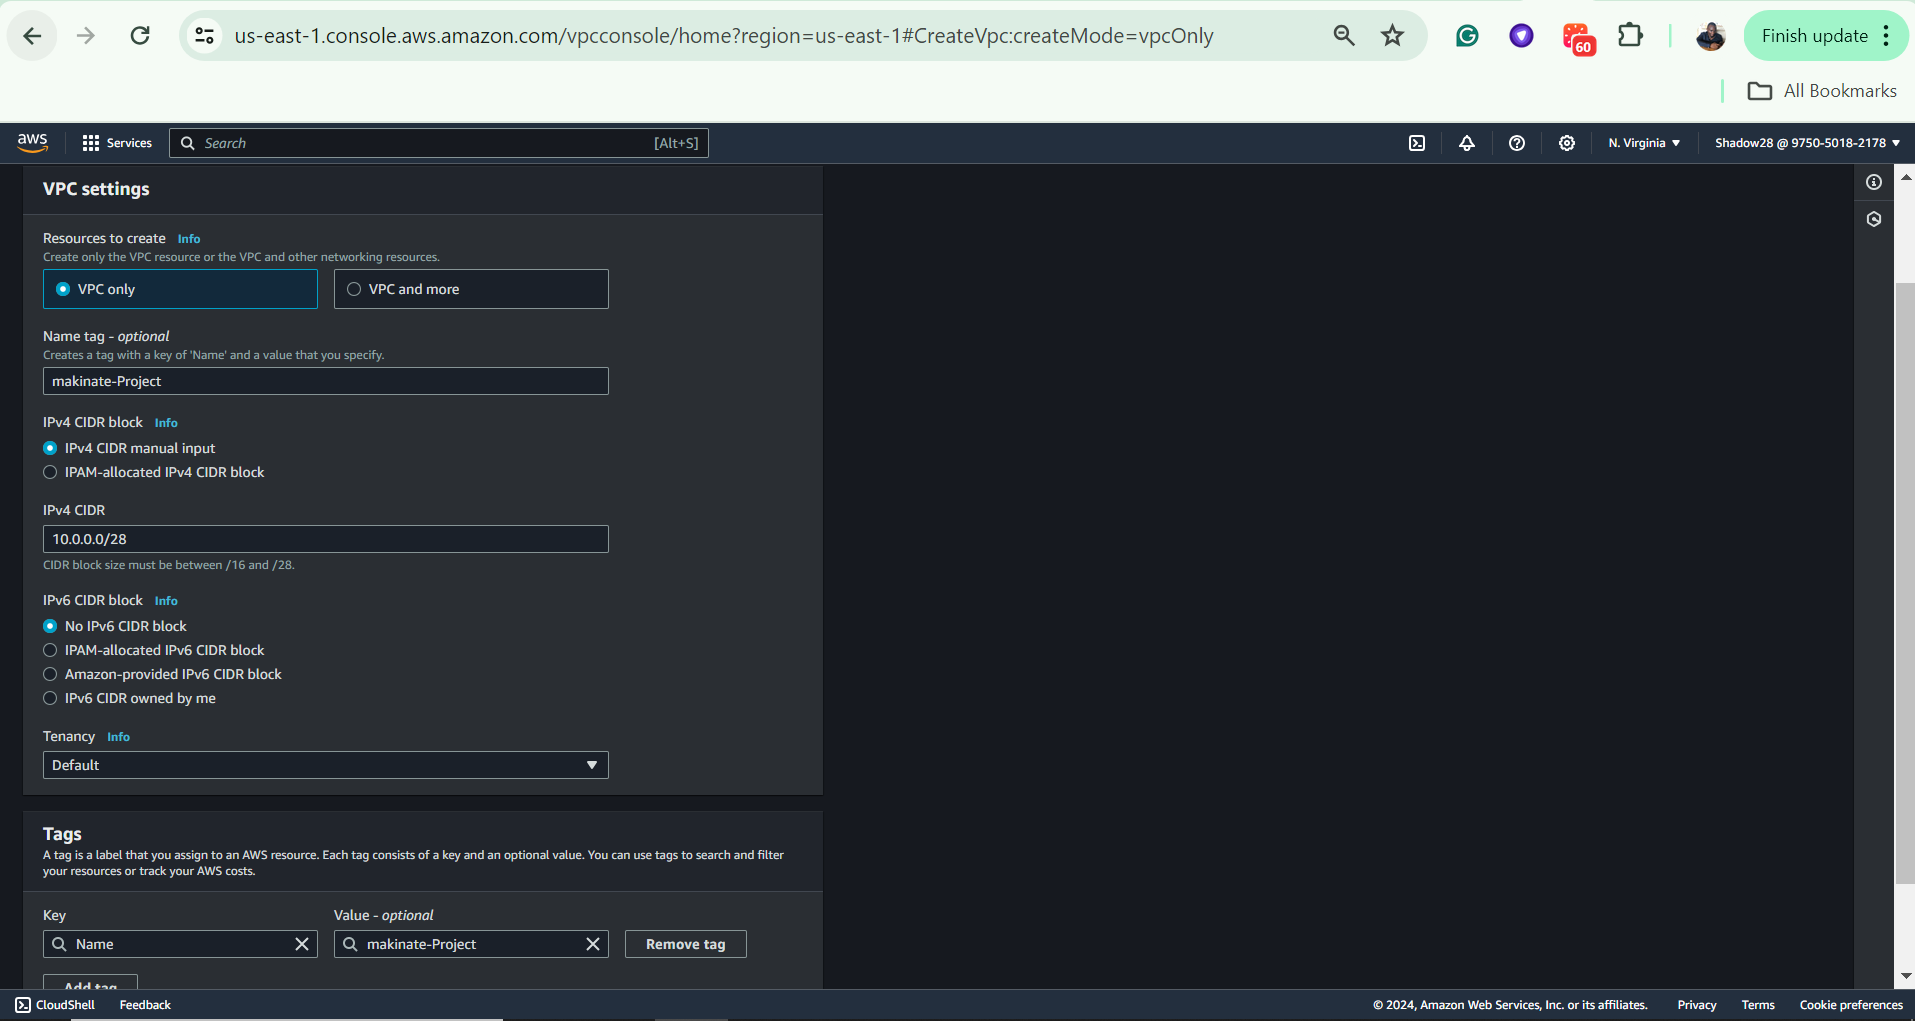 us-east-1.console.aws.amazon.com/vpcconsole/home?region=us-east-1#CreateVpc:createMode=vpcOnly
60
Finish update
All Bookmarks
aws
Services
Search
[Alt+S]
N. Virginia
Shadow28 @ 9750-5018-2178
VPC settings
Resources to create Info
Create only the VPC resource or the VPC and other networking resources.
VPC only
VPC and more
Name tag - optional
Creates a tag with a key of 'Name' and a value that you specify.
makinate-Project
IPv4 CIDR block Info
IPv4 CIDR manual input
IPAM-allocated IPv4 CIDR block
IPv4 CIDR
10.0.0.0/28
CIDR block size must be between /16 and /28.
IPv6 CIDR block Info
No IPv6 CIDR block
IPAM-allocated IPv6 CIDR block
Amazon-provided IPv6 CIDR block
IPv6 CIDR owned by me
Tenancy Info
Default
Tags
A tag is a label that you assign to an AWS resource. Each tag consists of a key and an optional value. You can use tags to search and filter
your resources or track your AWS costs.
Key
Value - optional
Name
makinate-Project
Remove tag
Add tag
CloudShell
Feedback
© 2024, Amazon Web Services, Inc. or its affiliates.
Privacy
Terms
Cookie preferences